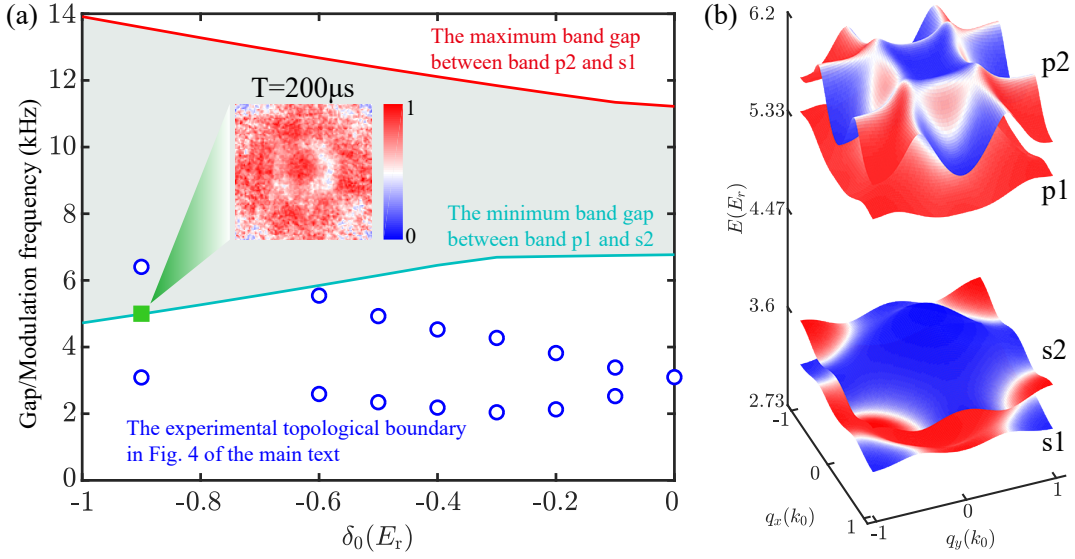 (a)
Gap/Modulation frequency (kHz)
14
12
10
8
6
4
2
0
-1
-0.8
-0.6
-0.4
-0.2
0
δ₀(Eᵣ)
The maximum band gap
between band p2 and s1
T=200μs
1
0
The minimum band gap
between band p1 and s2
The experimental topological boundary
in Fig. 4 of the main text
(b)
E(Eᵣ)
6.2
5.33
4.47
3.6
2.73
p2
p1
s2
s1
-1
0
1
qₓ(k₀)
-1
0
1
q_y(k₀)